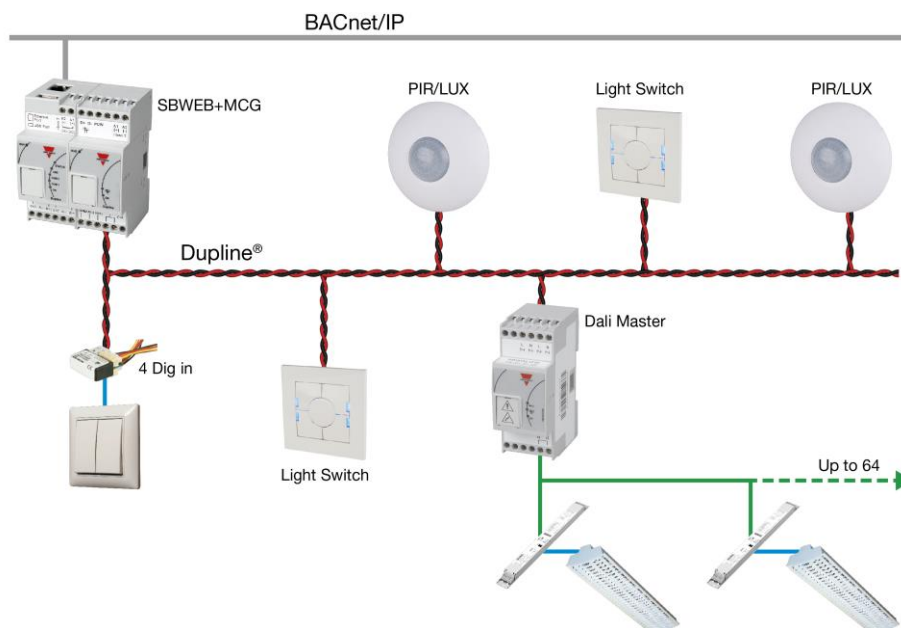 BACnet/IP
SBWEB+MCG
PIR/LUX
Light Switch
PIR/LUX
Dupline®
Dali Master
4 Dig in
Light Switch
Up to 64